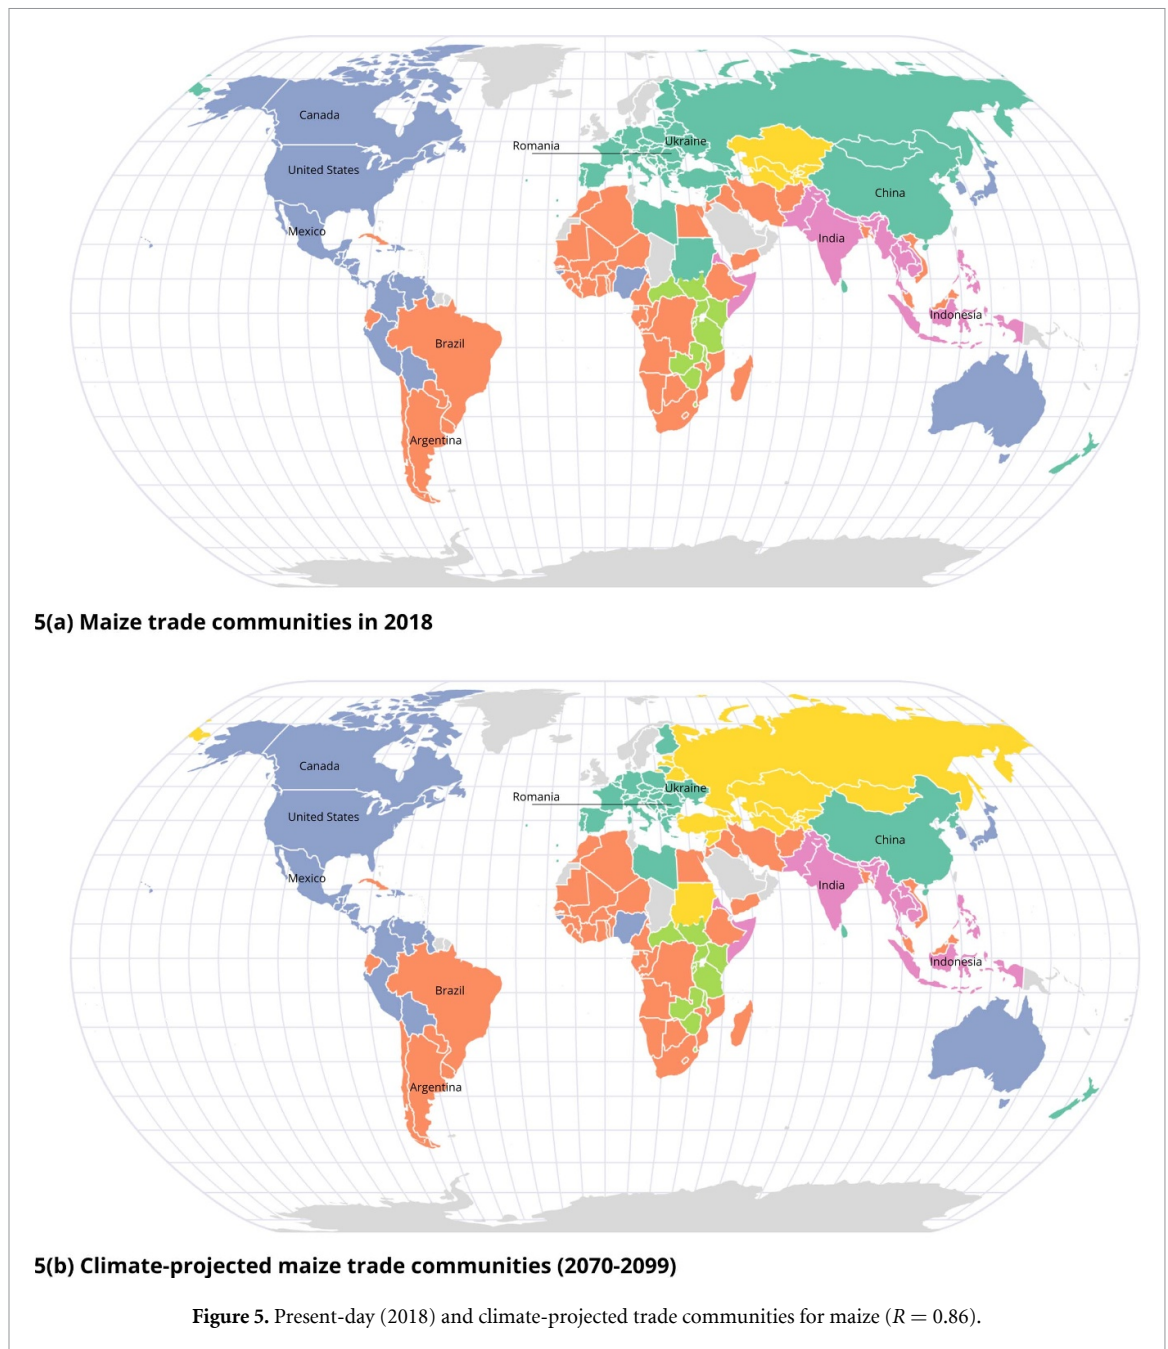 Canada
Romania
Ukraine
United States
China
Mexico
India
Indonesia
Brazil
Argentina
5(a) Maize trade communities in 2018
Canada
Ukraine
Romania
United States
China
Mexico
India
Indonesia
Brazil
Argentina
5(b) Climate-projected maize trade communities (2070-2099)
Figure 5. Present-day (2018) and climate-projected trade communities for maize (R = 0.86).